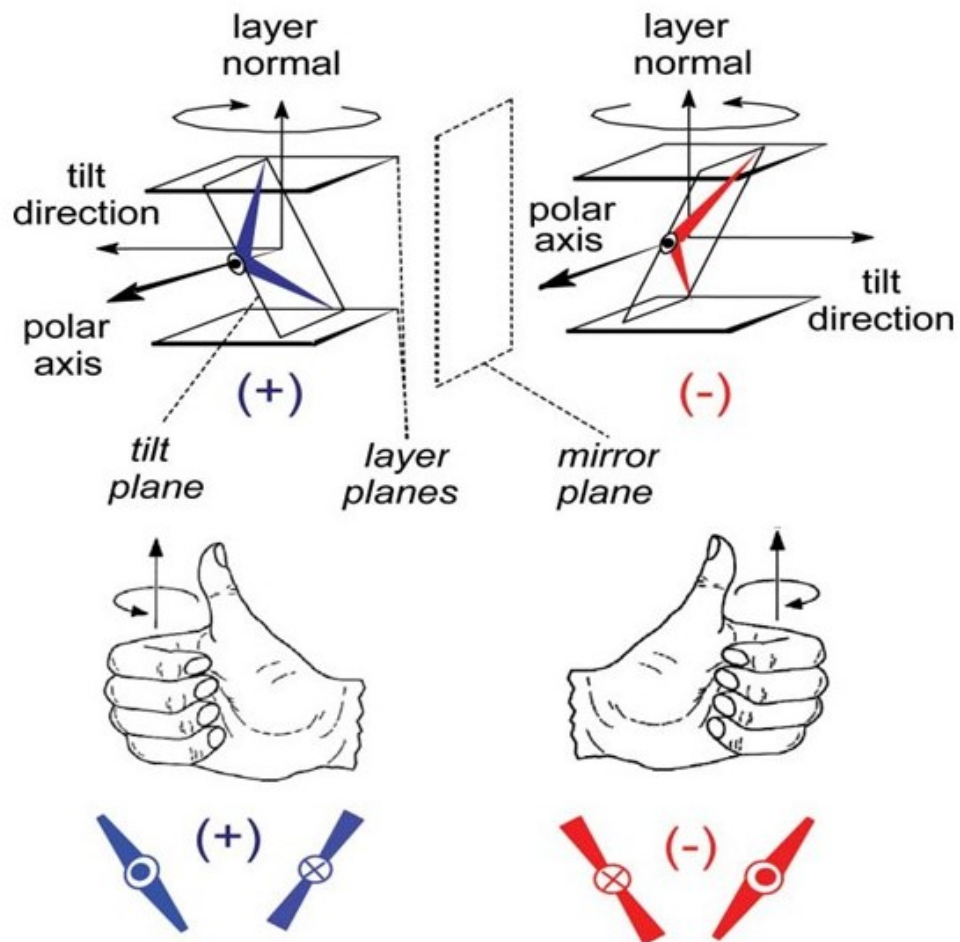 layer
normal
tilt
direction
polar
axis
(+)
tilt
plane
layer
planes
mirror
plane
layer
normal
polar
axis
tilt
direction
(-)
(+)
(-)